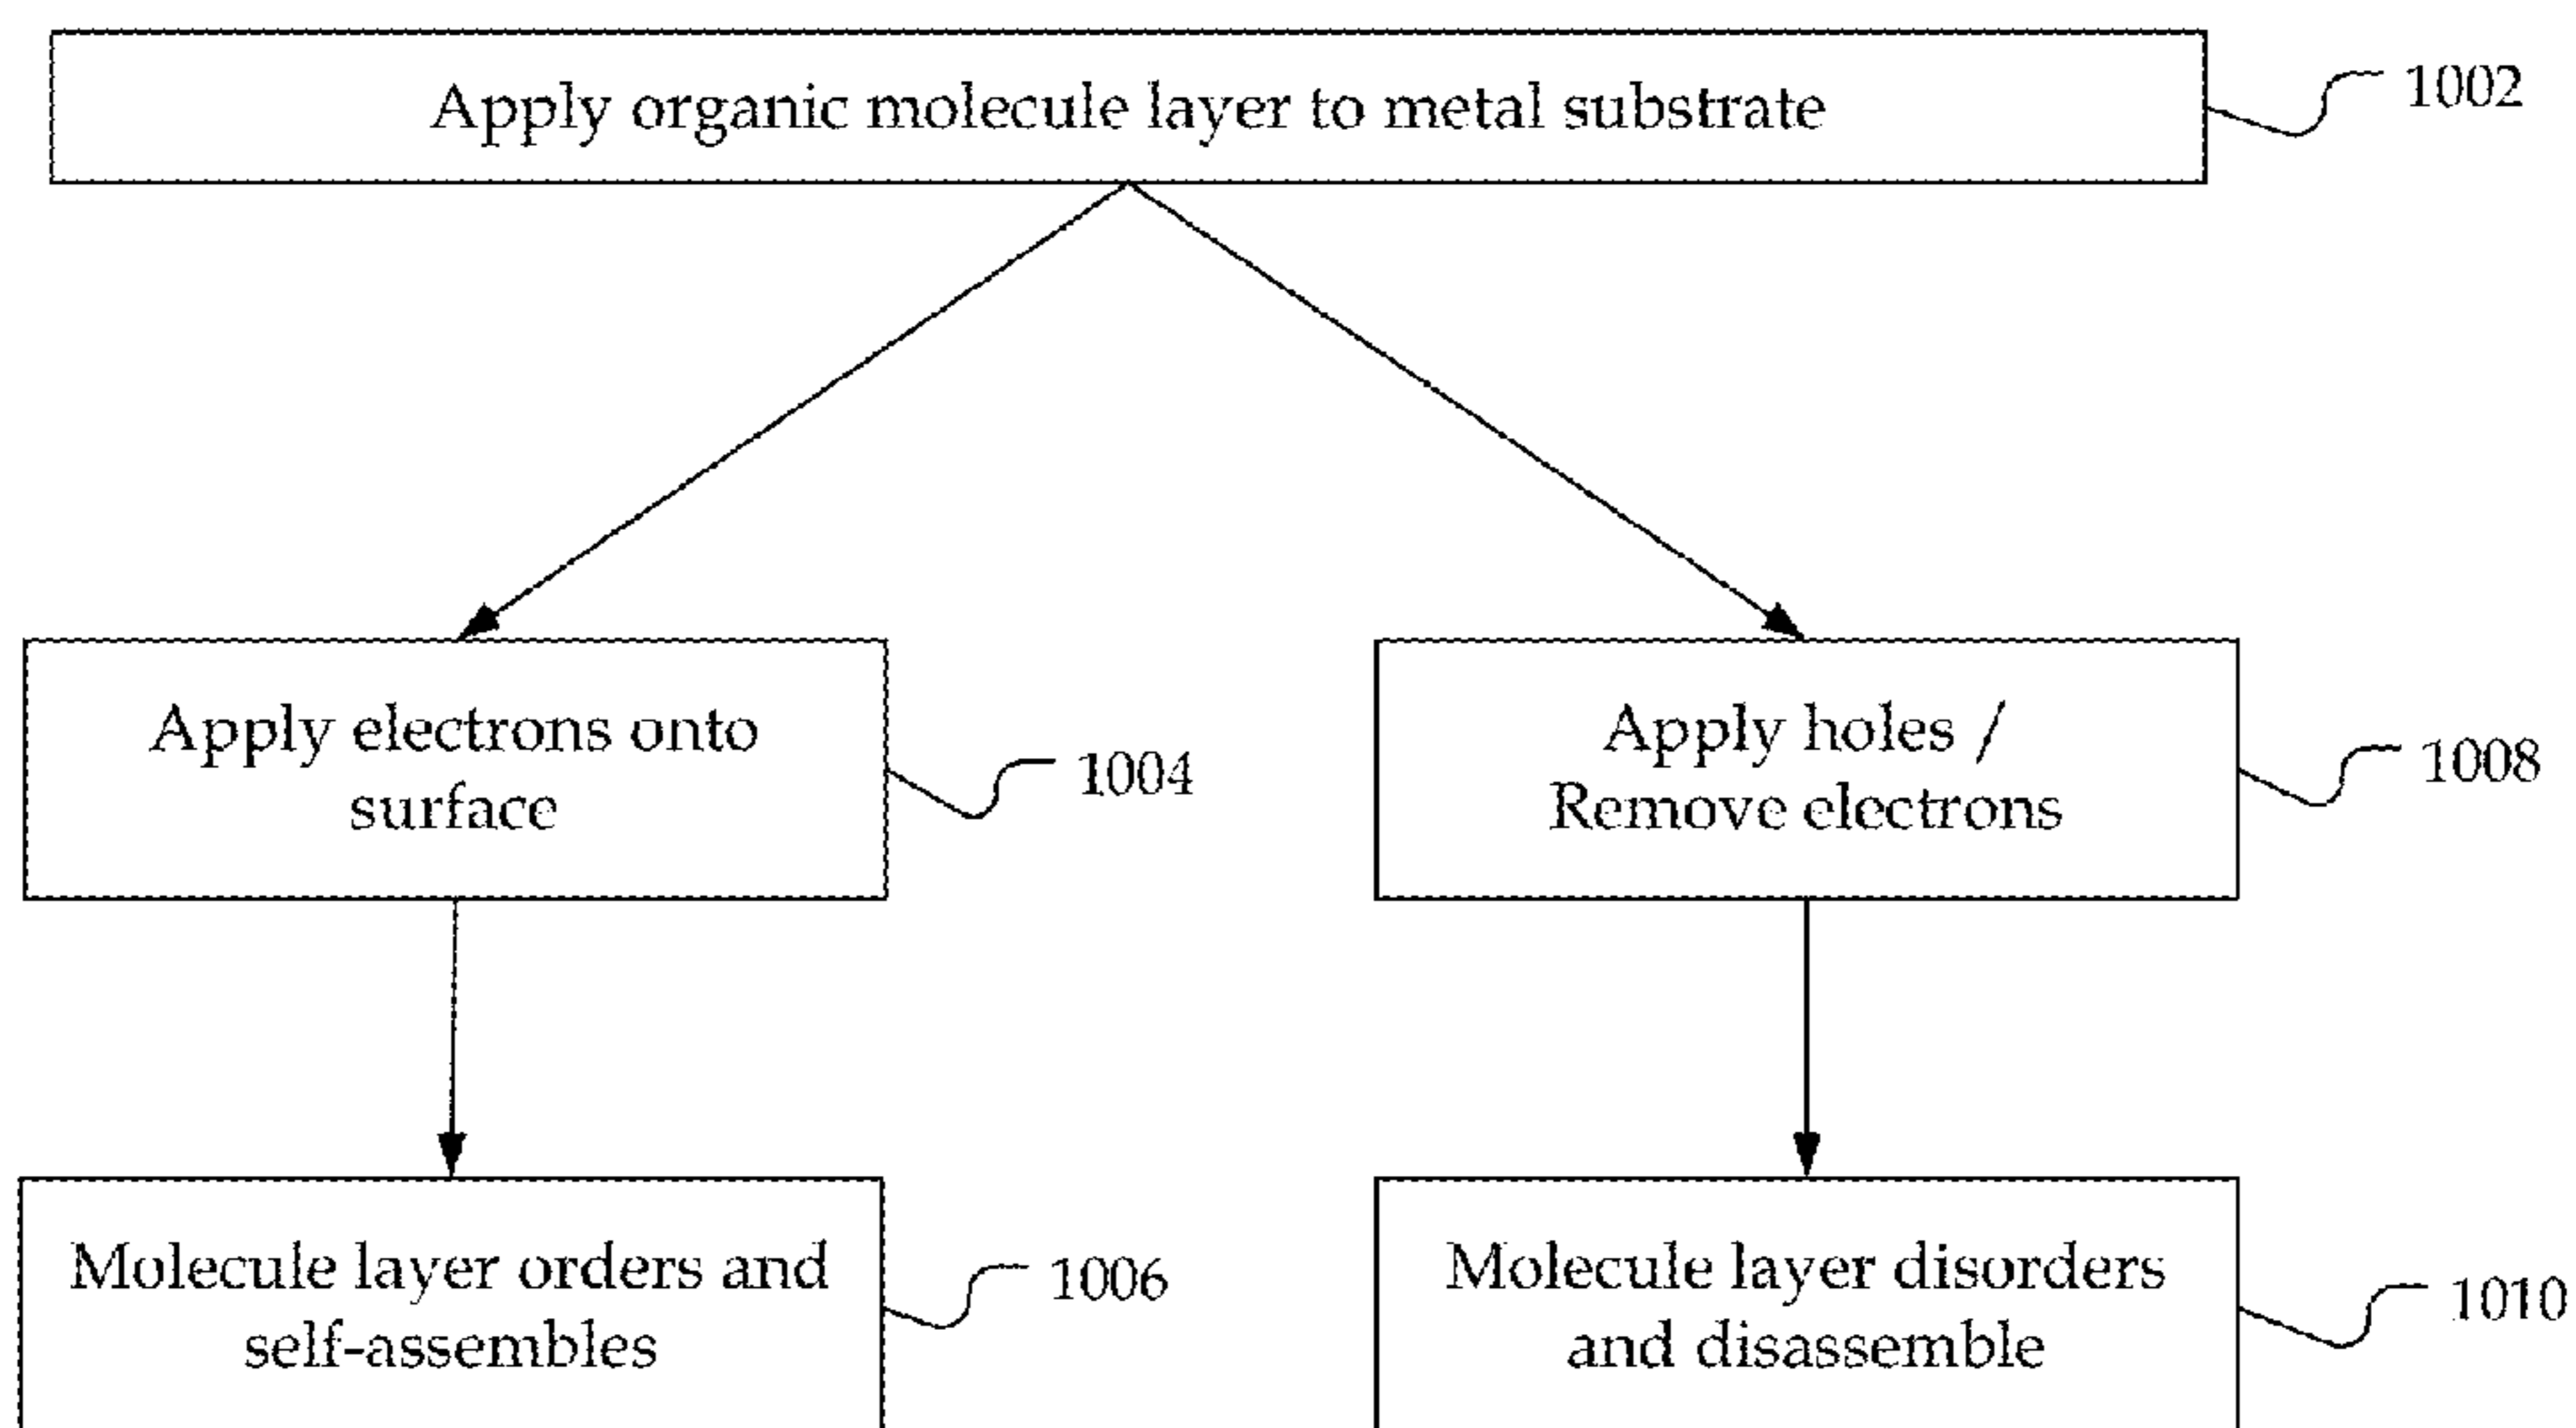 Apply organic molecule layer to metal substrate
1002
Apply electrons onto
surface
1004
Apply holes /
Remove electrons
1008
Molecule layer orders and
self-assembles
1006
Molecule layer disorders
and disassemble
1010